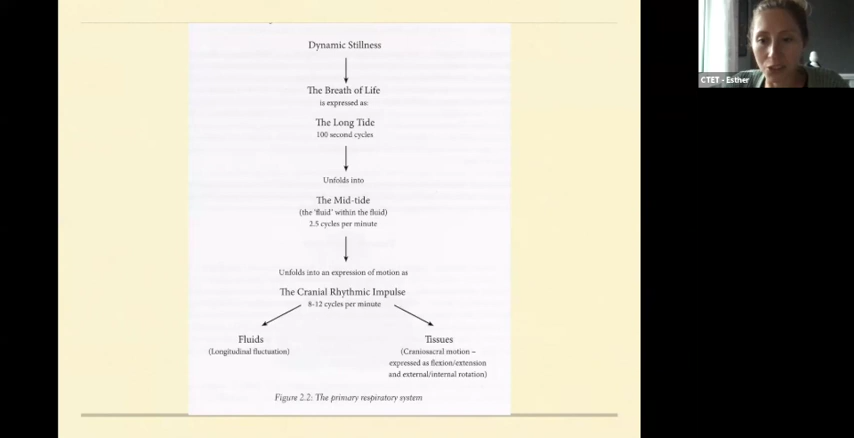 Dynamic Stillness
The Breath of Life
is expressed as:
The Long Tide
100 second cycles
Unfolds into
The Mid-tide
(the 'fluid' within the fluid)
2.5 cycles per minute
Unfolds into an expression of motion as
The Cranial Rhythmic Impulse
8-12 cycles per minute
Fluids
(Longitudinal fluctuation)
Tissues
(Craniosacral motion –
expressed as flexion/extension
and external/internal rotation)
Figure 2.2: The primary respiratory system
CTET - Esther